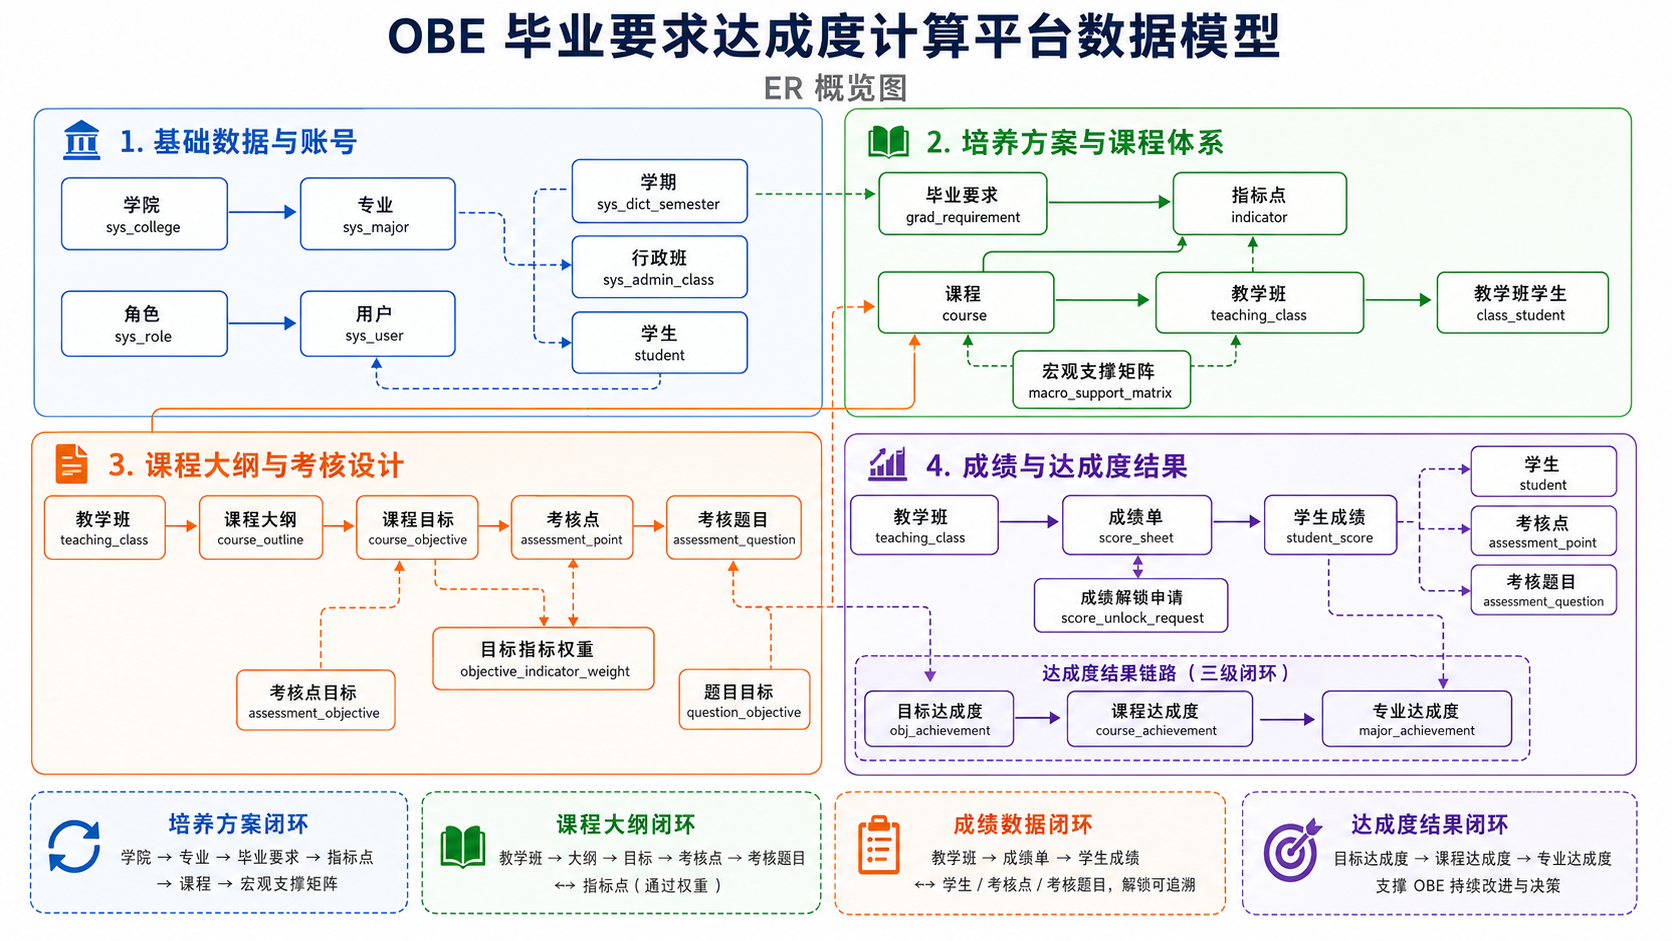 OBE 毕业要求达成度计算平台数据模型
ER 概览图
1. 基础数据与账号
学院
sys_college
专业
sys_major
学期
sys_dict_semester
行政班
sys_admin_class
角色
sys_role
用户
sys_user
学生
student
2. 培养方案与课程体系
毕业要求
grad_requirement
指标点
indicator
课程
course
教学班
teaching_class
教学班学生
class_student
宏观支撑矩阵
macro_support_matrix
3. 课程大纲与考核设计
教学班
teaching_class
课程大纲
course_outline
课程目标
course_objective
考核点
assessment_point
考核题目
assessment_question
目标指标权重
objective_indicator_weight
考核点目标
assessment_objective
题目目标
question_objective
4. 成绩与达成度结果
教学班
teaching_class
成绩单
score_sheet
学生成绩
student_score
学生
student
考核点
assessment_point
考核题目
assessment_question
成绩解锁申请
score_unlock_request
达成度结果链路（三级闭环）
目标达成度
obj_achievement
课程达成度
course_achievement
专业达成度
major_achievement
培养方案闭环
学院 → 专业 → 毕业要求 → 指标点
→ 课程 → 宏观支撑矩阵
课程大纲闭环
教学班 → 大纲 → 目标 → 考核点 → 考核题目
↔ 指标点（通过权重）
成绩数据闭环
教学班 → 成绩单 → 学生成绩
↔ 学生 / 考核点 / 考核题目，解锁可追溯
达成度结果闭环
目标达成度 → 课程达成度 → 专业达成度
支撑 OBE 持续改进与决策